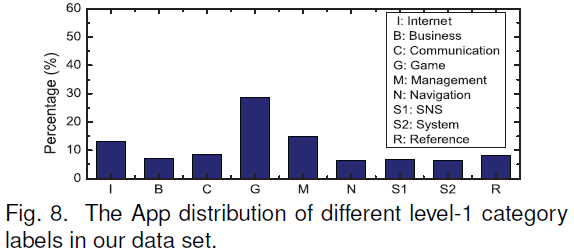 60
50
40
30
20
10
0
Percentage (%)
I: Internet
B: Business
C: Communication
G: Game
M: Management
N: Navigation
S1: SNS
S2: System
R: Reference
I B C G M N S1 S2 R
Fig. 8. The App distribution of different level-1 category
labels in our data set.